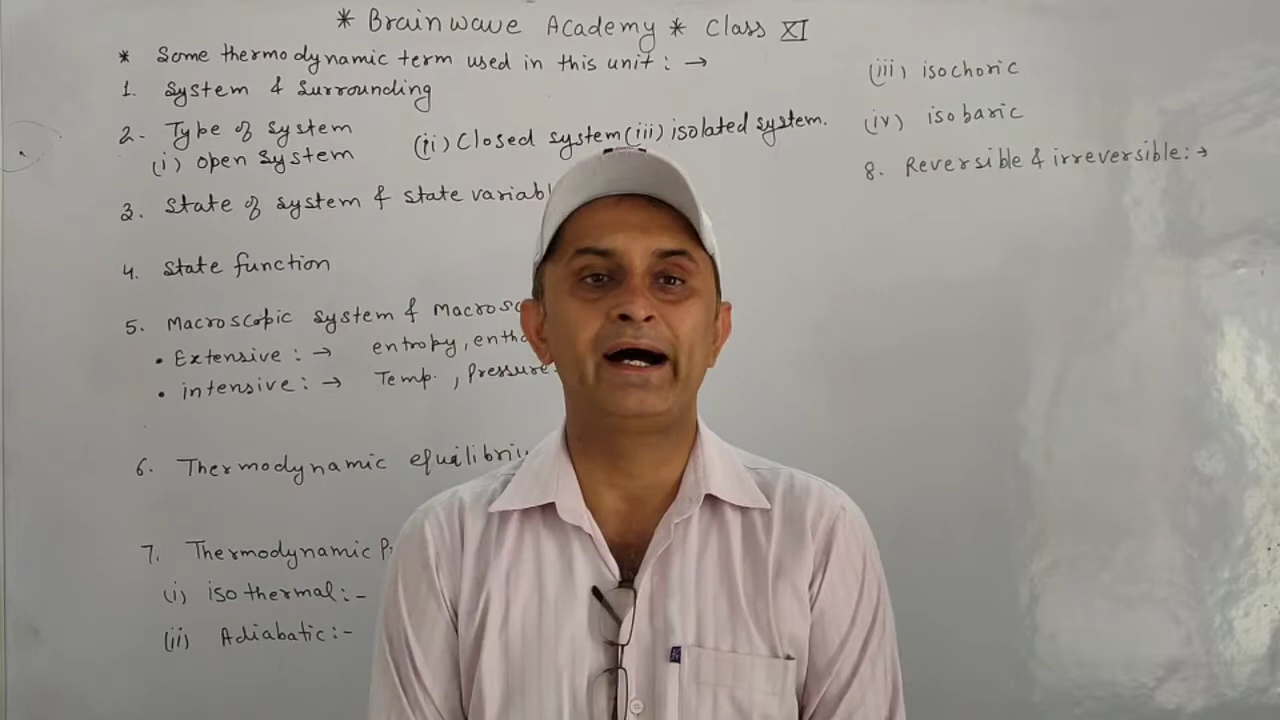 * Brainwave Academy * Class XI
* Some thermodynamic term used in this unit : →
1. System & Surrounding
2. Type of System
(i) open System (ii) Closed system (iii) isolated system.
3. State of system & state
4. State function
5. Macroscopic system &
• Extensive : → entropy,
• intensive : → Temp. , Pressure
6. Thermodynamic
7. Thermodynamic
(i) iso thermal : -
(ii) Adiabatic : -
(iii) isochoric
(iv) isobaric
8. Reversible & irreversible : →